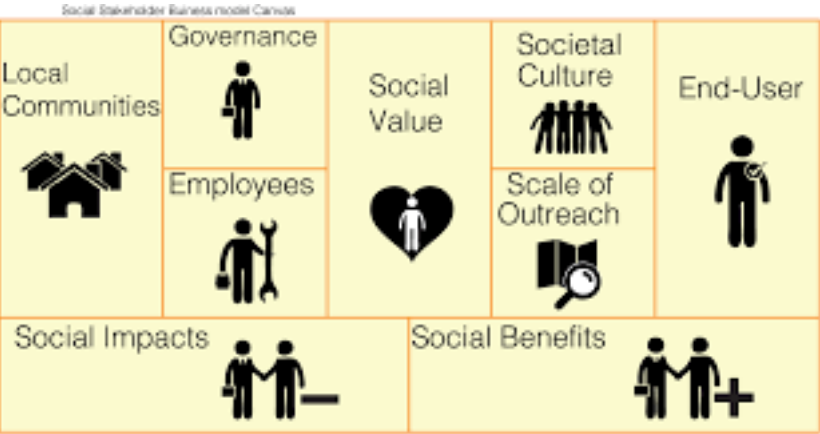 Social Stakeholder Buiness model Canvas
Local
Communities
Governance
Employees
Social
Value
Societal
Culture
Scale of
Outreach
End-User
Social Impacts
Social Benefits